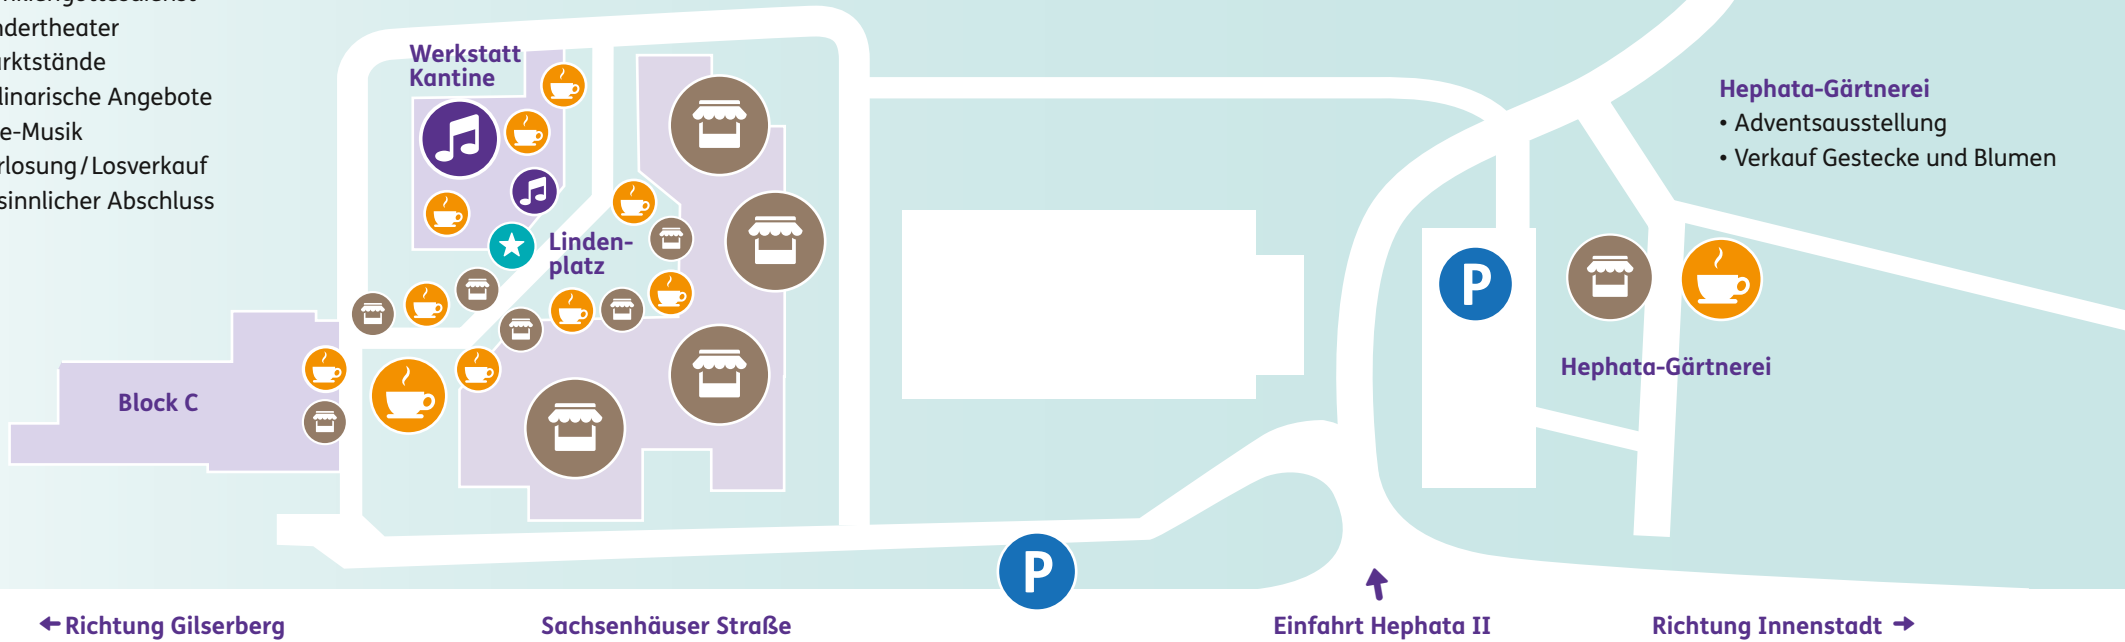 ndertheater
rktstände
linarische Angebote
e-Musik
rlosung/Losverkauf
sinnlicher Abschluss
Werkstatt
Kantine
Linden-
platz
Block C
Hephata-Gärtnerei
• Adventsausstellung
• Verkauf Gestecke und Blumen
P
Hephata-Gärtnerei
P
←Richtung Gilserberg
Sachsenhäuser Straße
Einfahrt Hephata II
Richtung Innenstadt →